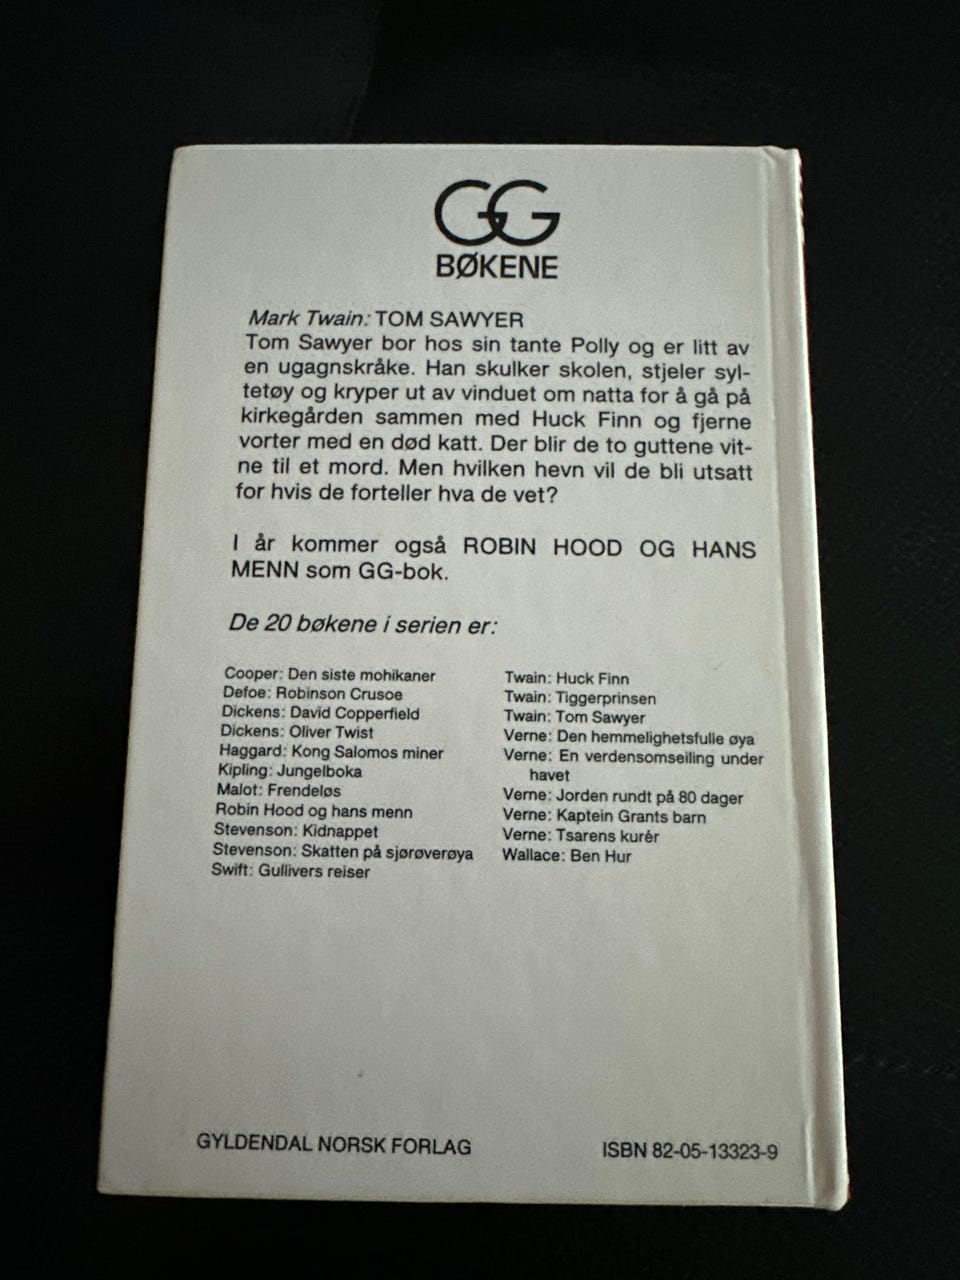 GG
BØKENE
Mark Twain: TOM SAWYER
Tom Sawyer bor hos sin tante Polly og er litt av
en ugagnskråke. Han skulker skolen, stjeler syl-
tetøy og kryper ut av vinduet om natta for å gå på
kirkegården sammen med Huck Finn og fjerne
vorter med en død katt. Der blir de to guttene vit-
ne til et mord. Men hvilken hevn vil de bli utsatt
for hvis de forteller hva de vet?
I år kommer også ROBIN HOOD OG HANS
MENN som GG-bok.
De 20 bøkene i serien er:
Cooper: Den siste mohikaner
Defoe: Robinson Crusoe
Dickens: David Copperfield
Dickens: Oliver Twist
Haggard: Kong Salomos miner
Kipling: Jungelboka
Malot: Frendeløs
Robin Hood og hans menn
Stevenson: Kidnappet
Stevenson: Skatten på sjørøverøya
Swift: Gullivers reiser
Twain: Huck Finn
Twain: Tiggerprinsen
Twain: Tom Sawyer
Verne: Den hemmelighetsfulle øya
Verne: En verdensomseiling under
havet
Verne: Jorden rundt på 80 dager
Verne: Kaptein Grants barn
Verne: Tsarens kurér
Wallace: Ben Hur
GYLDENDAL NORSK FORLAG
ISBN 82-05-13323-9